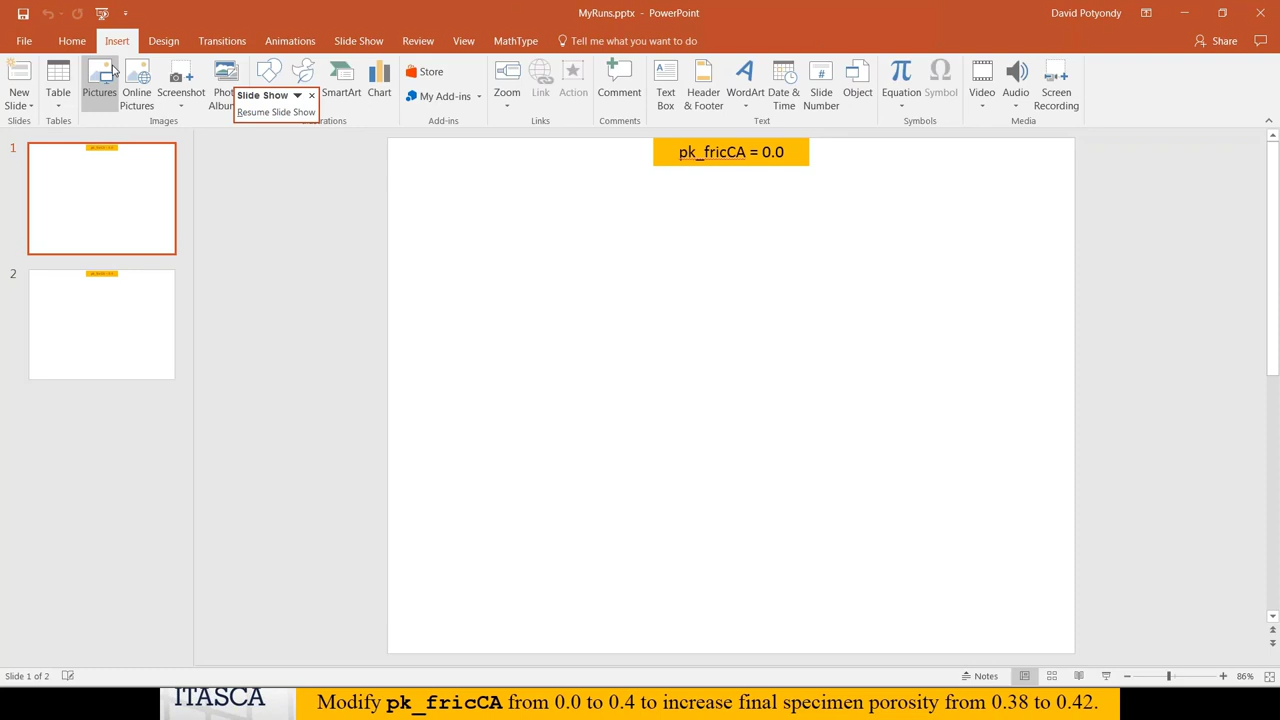 MyRuns.pptx - PowerPoint
David Potyondy
File Home Insert Design Transitions Animations Slide Show Review View MathType Tell me what you want to do Share
New Slide
Table
Pictures
Online Pictures
Screenshot
Phot Album
SmartArt
Chart
Store
My Add-ins
Zoom
Link
Action
Comment
Text Box
Header & Footer
WordArt
Date & Time
Slide Number
Object
Equation
Symbol
Video
Audio
Screen Recording
Slide Show
Resume Slide Show
Slides Tables Images Illustrations Add-ins Links Comments Text Symbols Media
1
2
pk_fricCA = 0.0
Slide 1 of 2
Notes
86%
ITASCA
Modify pk_fricCA from 0.0 to 0.4 to increase final specimen porosity from 0.38 to 0.42.